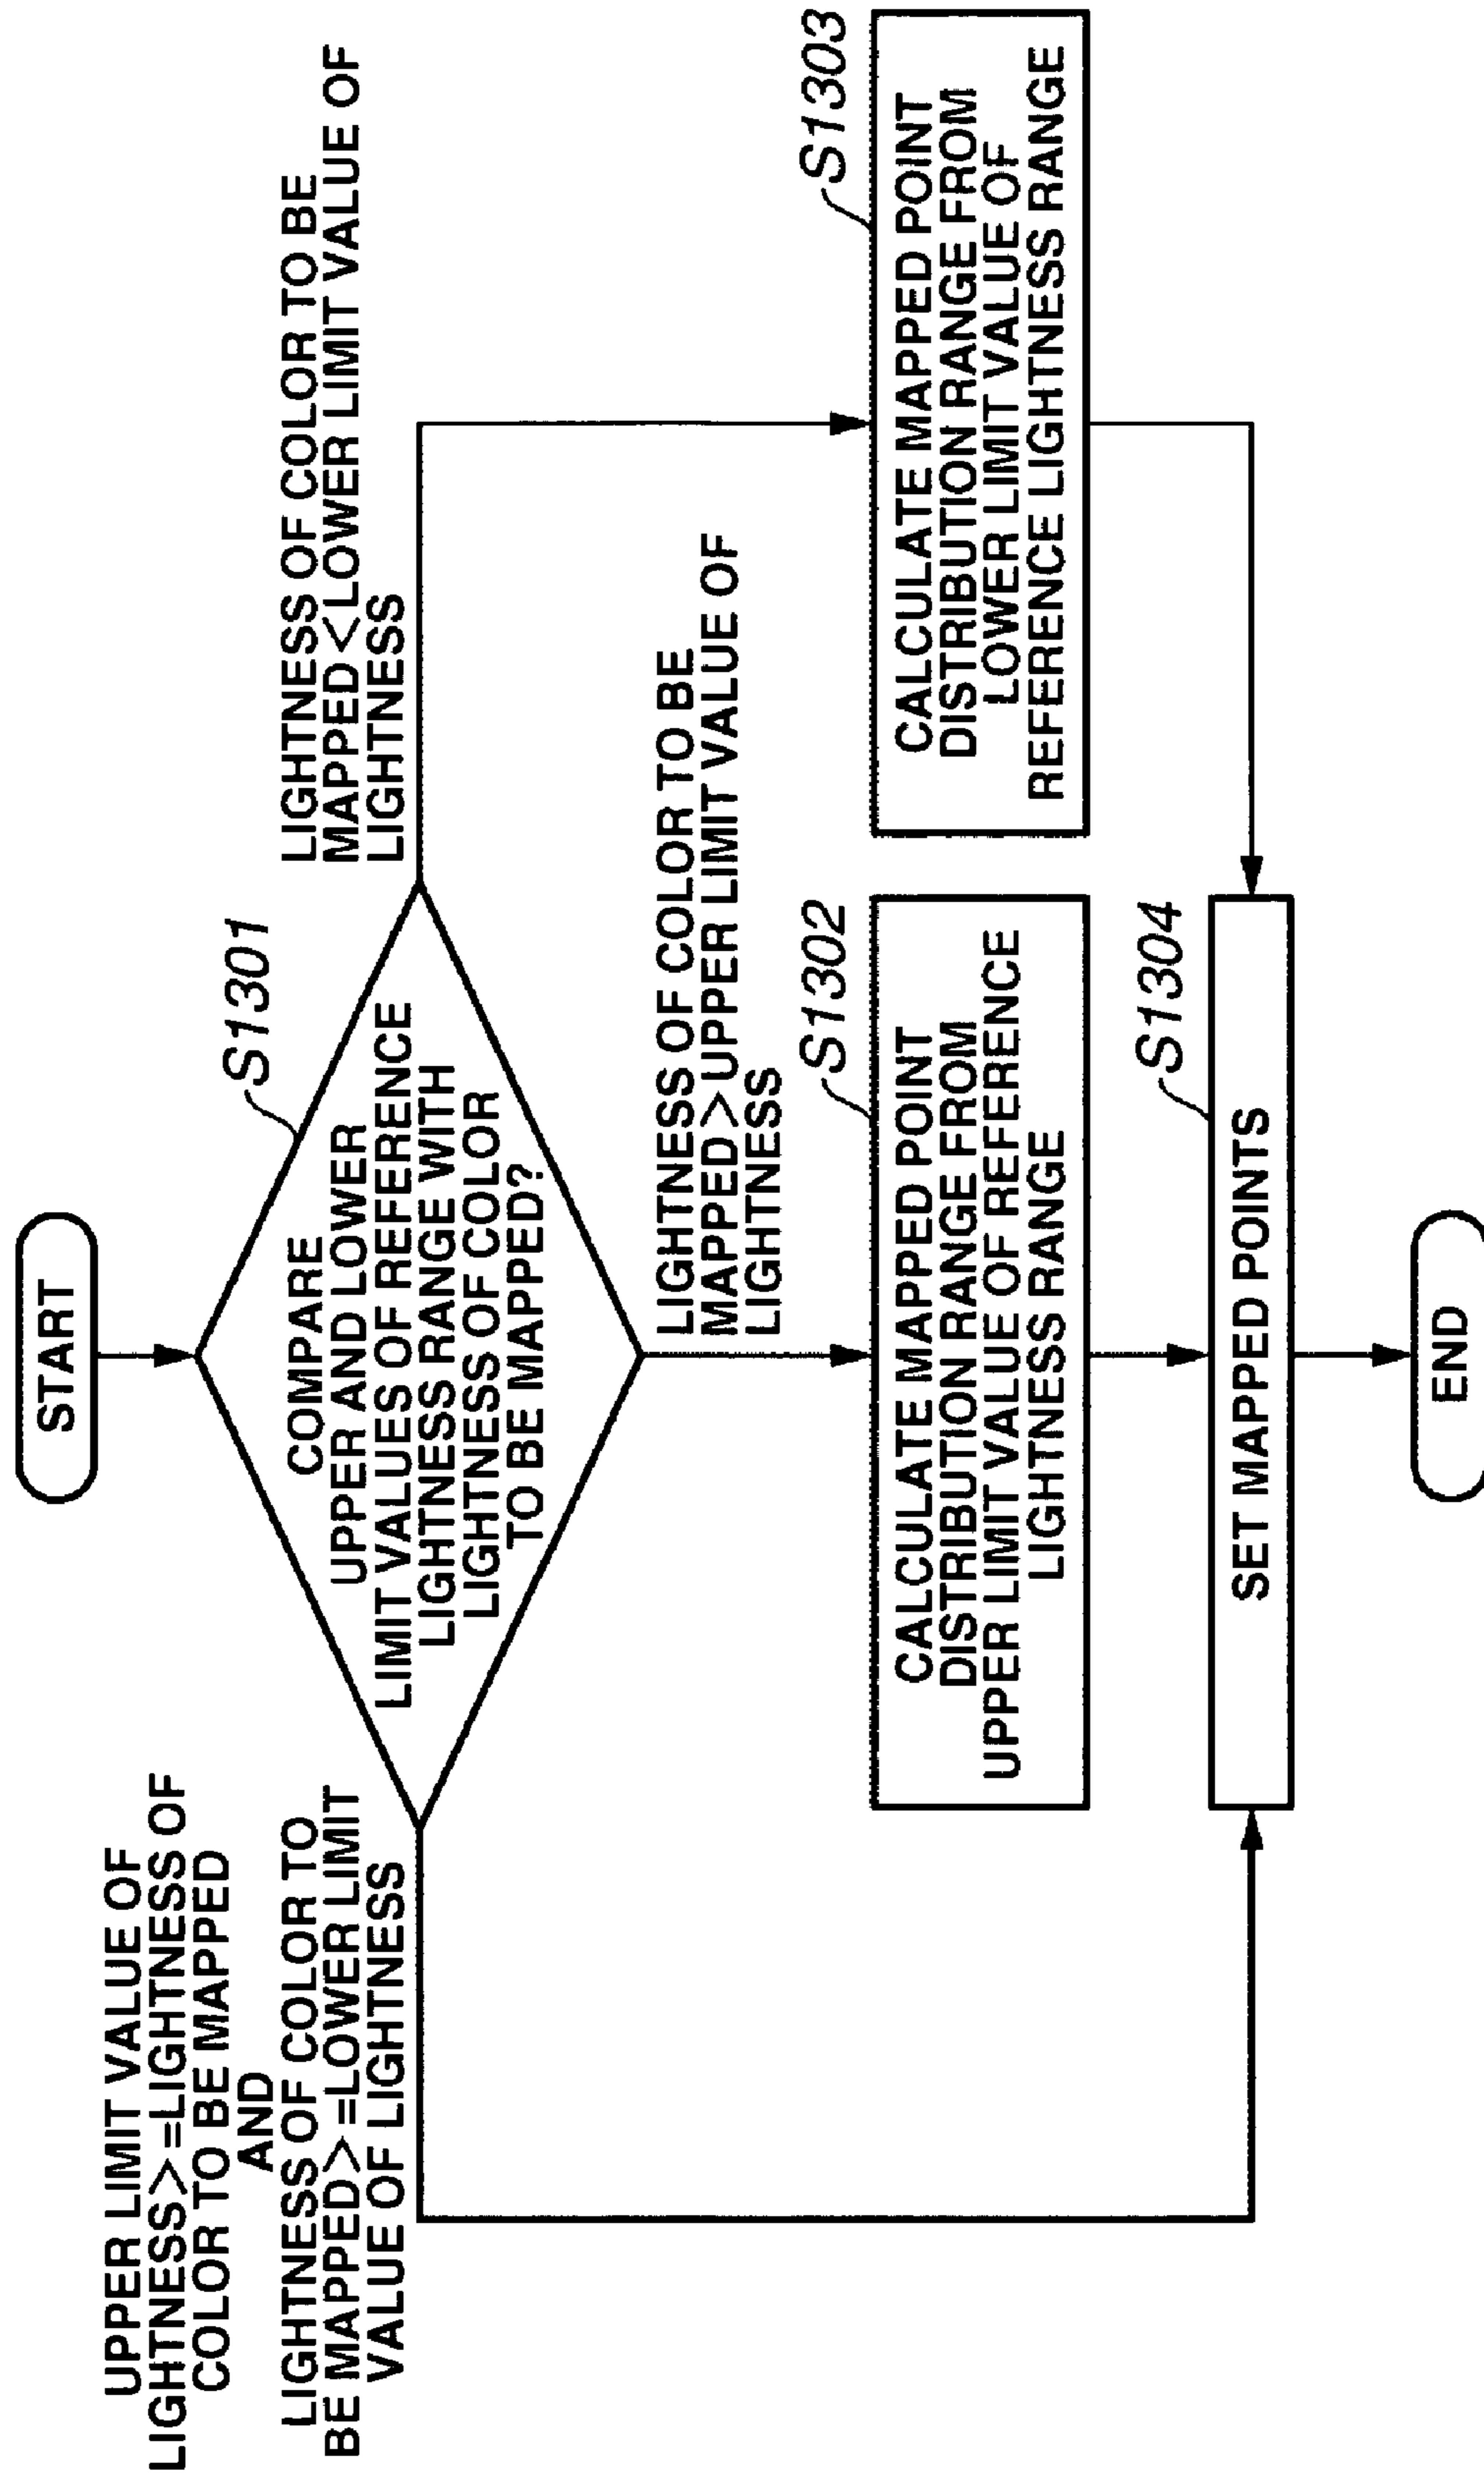 START
S1301
COMPARE
UPPER AND LOWER
LIMIT VALUES OF REFERENCE
LIGHTNESS RANGE WITH
LIGHTNESS OF COLOR
TO BE MAPPED?
UPPER LIMIT VALUE OF
LIGHTNESS>=LIGHTNESS OF
COLOR TO BE MAPPED
AND
LIGHTNESS OF COLOR TO
BE MAPPED>=LOWER LIMIT
VALUE OF LIGHTNESS
LIGHTNESS OF COLOR TO BE
MAPPED<LOWER LIMIT VALUE OF
LIGHTNESS
LIGHTNESS OF COLOR TO BE
MAPPED>UPPER LIMIT VALUE OF
LIGHTNESS
S1302
CALCULATE MAPPED POINT
DISTRIBUTION RANGE FROM
UPPER LIMIT VALUE OF REFERENCE
LIGHTNESS RANGE
S1303
CALCULATE MAPPED POINT
DISTRIBUTION RANGE FROM
LOWER LIMIT VALUE OF
REFERENCE LIGHTNESS RANGE
S1304
SET MAPPED POINTS
END